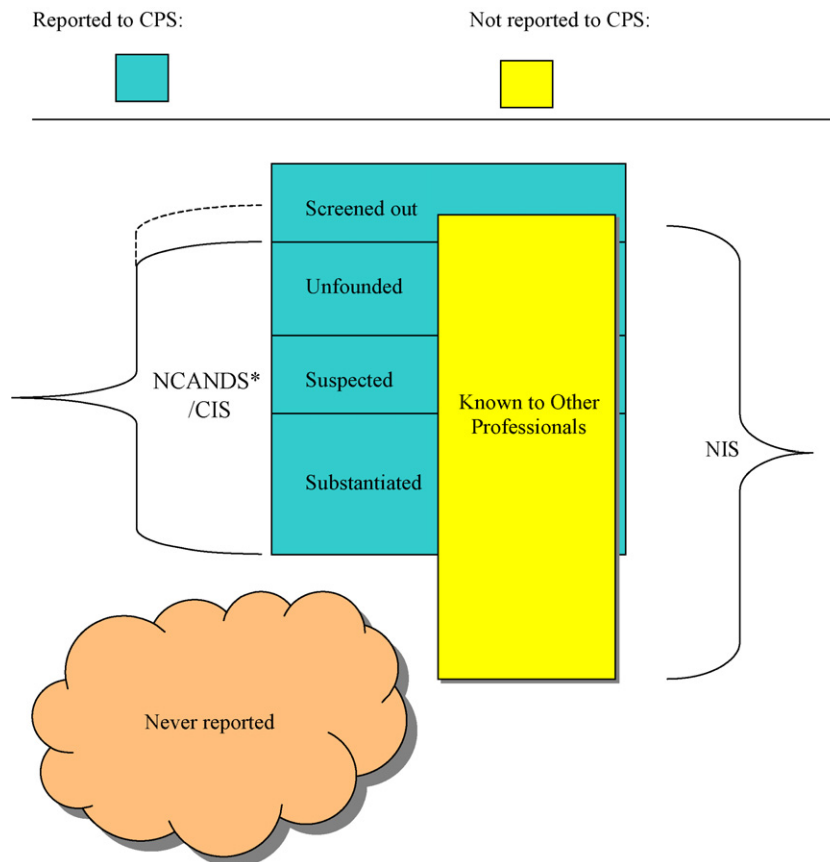 Reported to CPS:
Not reported to CPS:
Screened out
Unfounded
NCANDS*
/CIS
Suspected
Known to Other
Professionals
NIS
Substantiated
Never reported